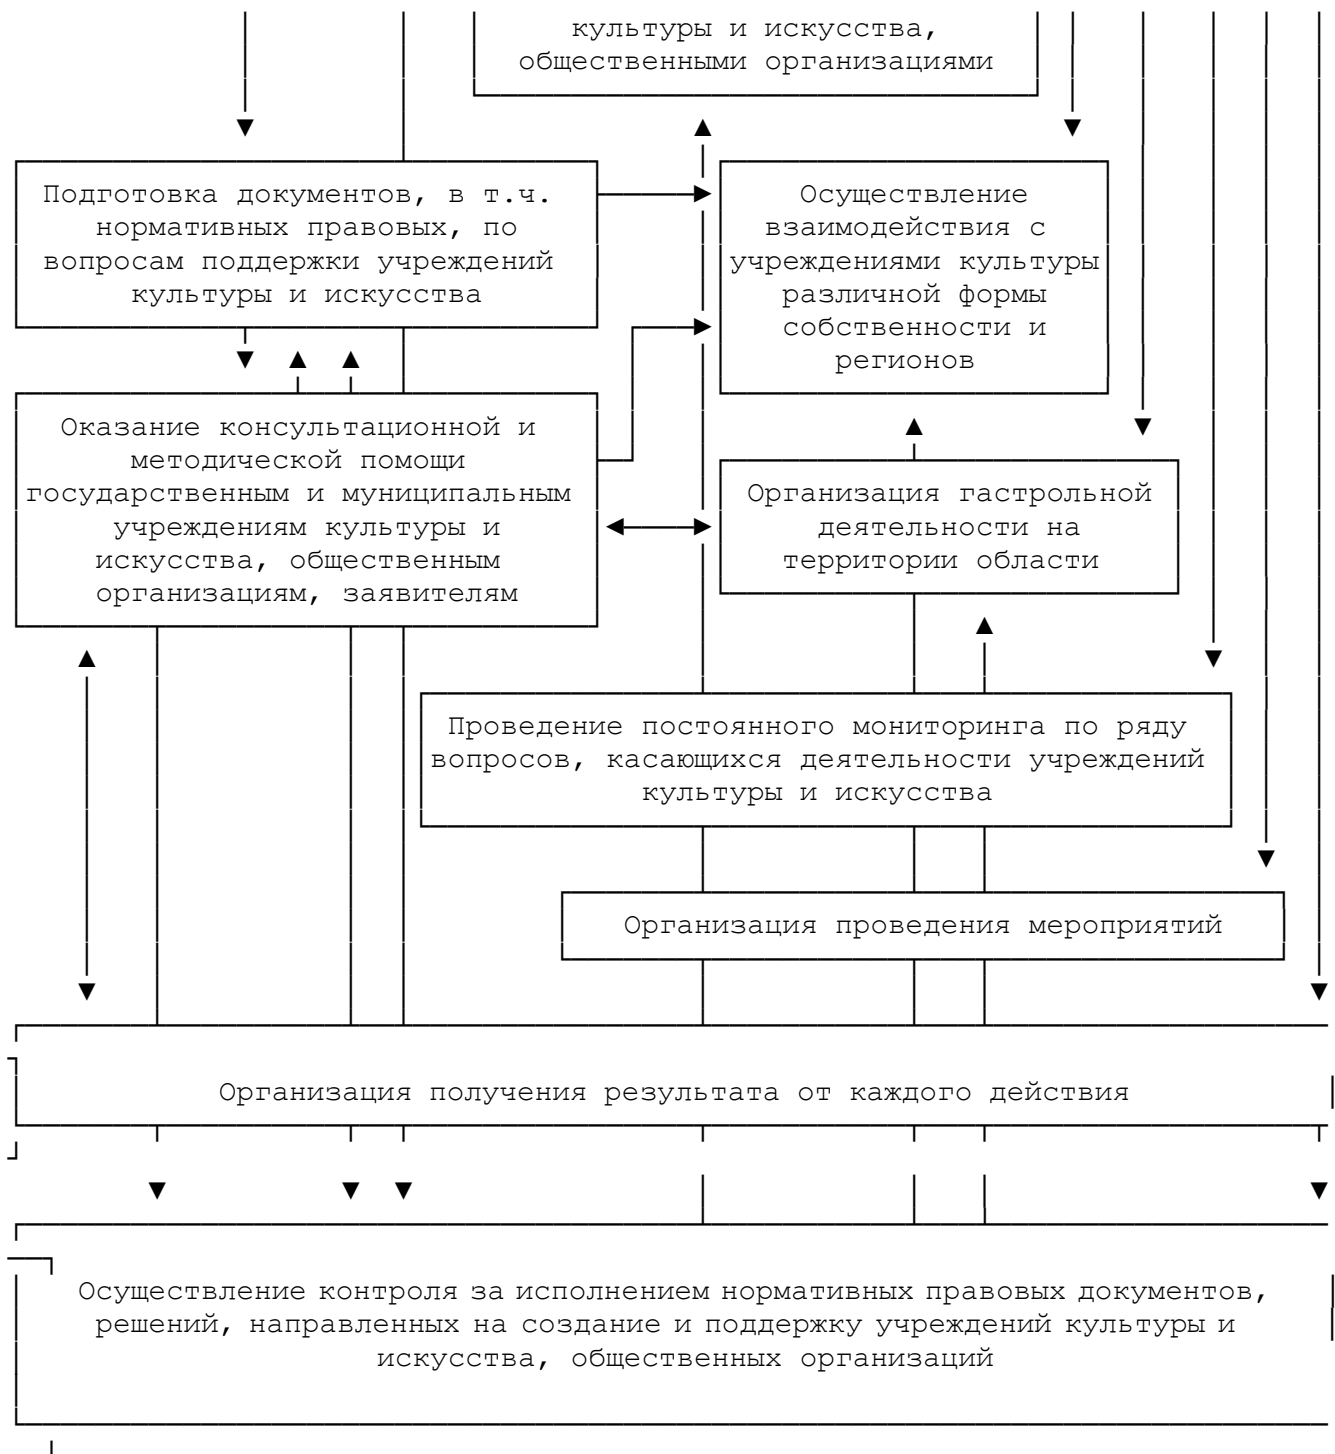 культуры и искусства,
общественными организациями
Подготовка документов, в т.ч.
нормативных правовых, по
вопросам поддержки учреждений
культуры и искусства
Осуществление
взаимодействия с
учреждениями культуры
различной формы
собственности и
регионов
Оказание консультационной и
методической помощи
государственным и муниципальным
учреждениям культуры и
искусства, общественным
организациям, заявителям
Организация гастрольной
деятельности на
территории области
Проведение постоянного мониторинга по ряду
вопросов, касающихся деятельности учреждений
культуры и искусства
Организация проведения мероприятий
Организация получения результата от каждого действия
Осуществление контроля за исполнением нормативных правовых документов,
решений, направленных на создание и поддержку учреждений культуры и
искусства, общественных организаций